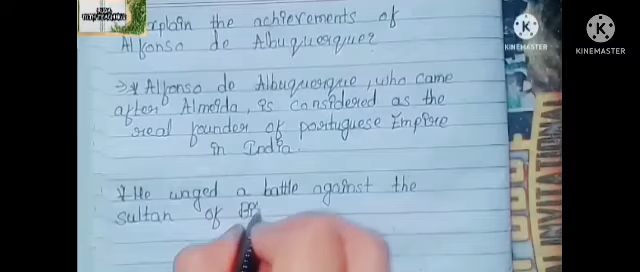 xplain the achievements of
Alfonso de Albuquerque?
⇒* Alfonso de Albuquerque, who came
after Almeida, is considered as the
real founder of portuguese Empire
in India.
* He waged a battle against the
sultan of
KINEMASTER
KINEMASTER